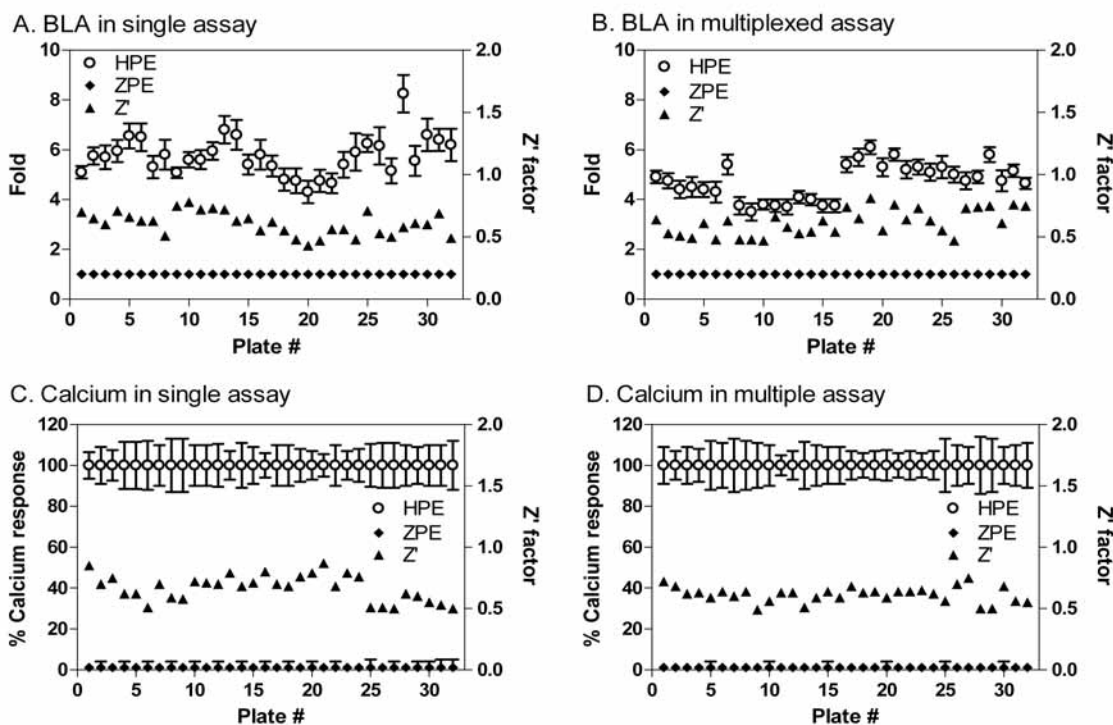 A. BLA in single assay
10
8
6
4
2
0
Fold
HPE
ZPE
Z'
2.0
1.5
1.0
0.5
0.0
Z' factor
0 5 10 15 20 25 30
Plate #
B. BLA in multiplexed assay
10
8
6
4
2
0
Fold
HPE
ZPE
Z'
2.0
1.5
1.0
0.5
0.0
Z' factor
0 5 10 15 20 25 30
Plate #
C. Calcium in single assay
120
100
80
60
40
20
0
% Calcium response
HPE
ZPE
Z'
2.0
1.5
1.0
0.5
0.0
Z' factor
0 5 10 15 20 25 30
Plate #
D. Calcium in multiple assay
120
100
80
60
40
20
0
% Calcium response
HPE
ZPE
Z'
2.0
1.5
1.0
0.5
0.0
Z' factor
0 5 10 15 20 25 30
Plate #